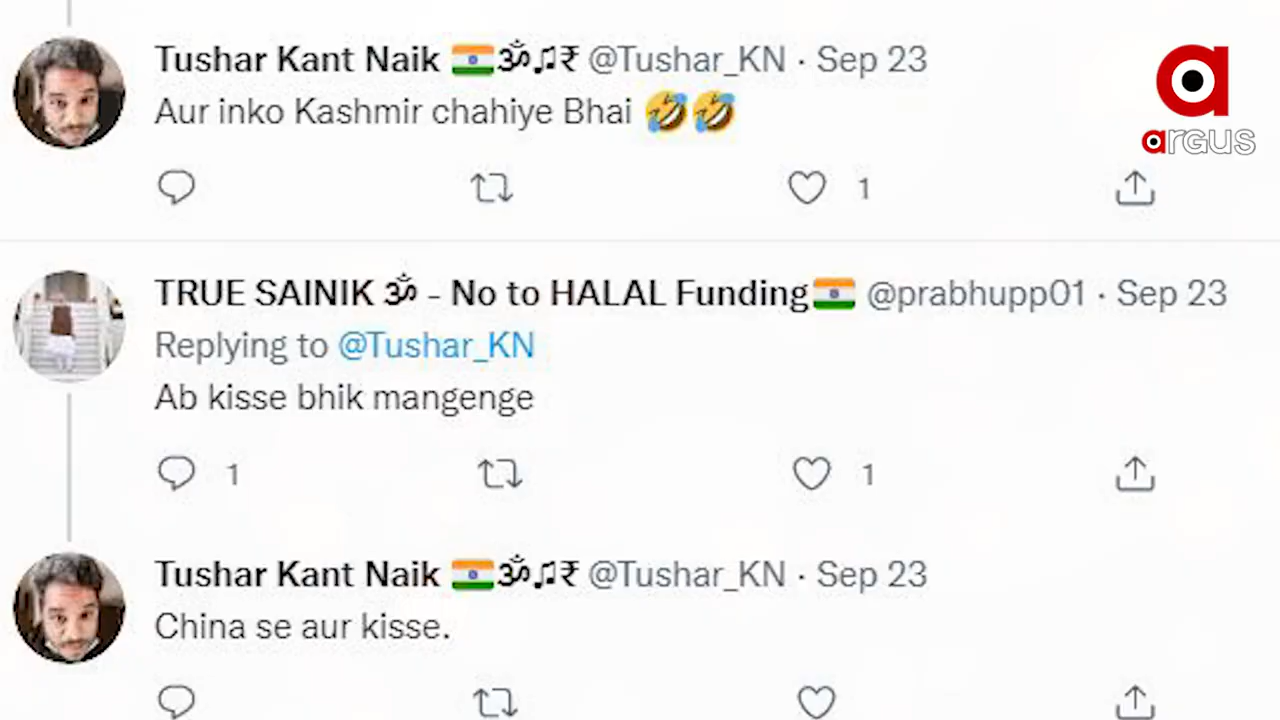 Tushar Kant Naik 🇮🇳ॐ♫₹ @Tushar_KN · Sep 23
Aur inko Kashmir chahiye Bhai 🤣🤣
1
argus
TRUE SAINIK ॐ - No to HALAL Funding🇮🇳 @prabhupp01 · Sep 23
Replying to @Tushar_KN
Ab kisse bhik mangenge
1 1
Tushar Kant Naik 🇮🇳ॐ♫₹ @Tushar_KN · Sep 23
China se aur kisse.